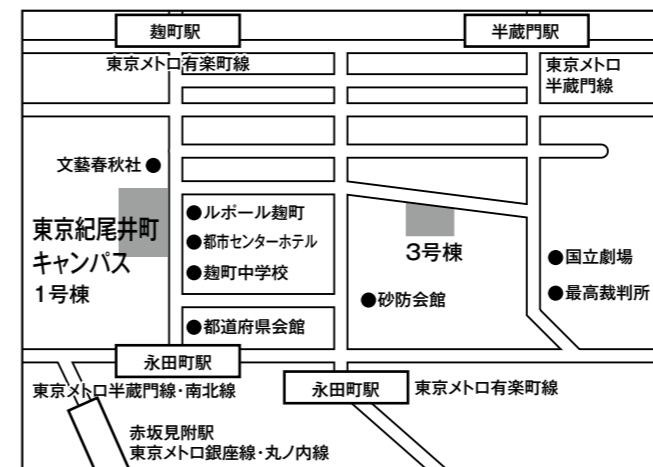 麹町駅
半蔵門駅
東京メトロ有楽町線
東京メトロ
半蔵門線
文藝春秋社
東京紀尾井町
キャンパス
1号棟
ルポール麹町
都市センターホテル
麹町中学校
都道府県会館
3号棟
砂防会館
国立劇場
最高裁判所
永田町駅
東京メトロ半蔵門線・南北線
永田町駅
東京メトロ有楽町線
赤坂見附駅
東京メトロ銀座線・丸ノ内線